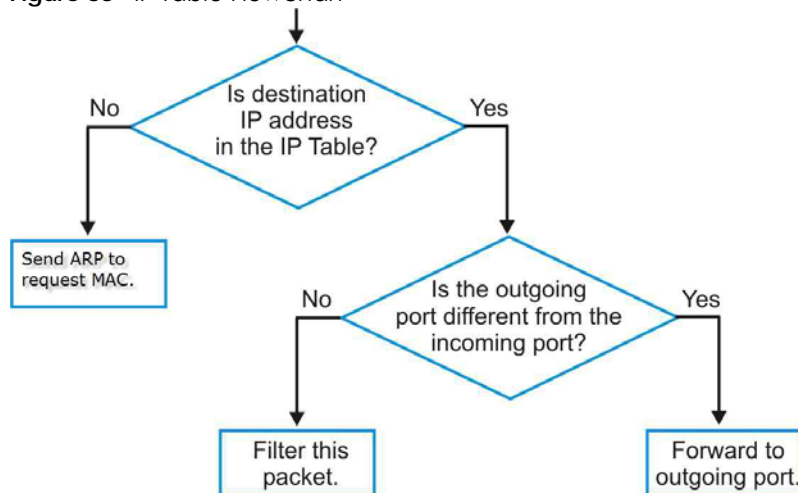 Is destination
IP address
in the IP Table?
No
Yes
Send ARP to
request MAC.
Is the outgoing
port different from the
incoming port?
No
Yes
Filter this
packet.
Forward to
outgoing port.